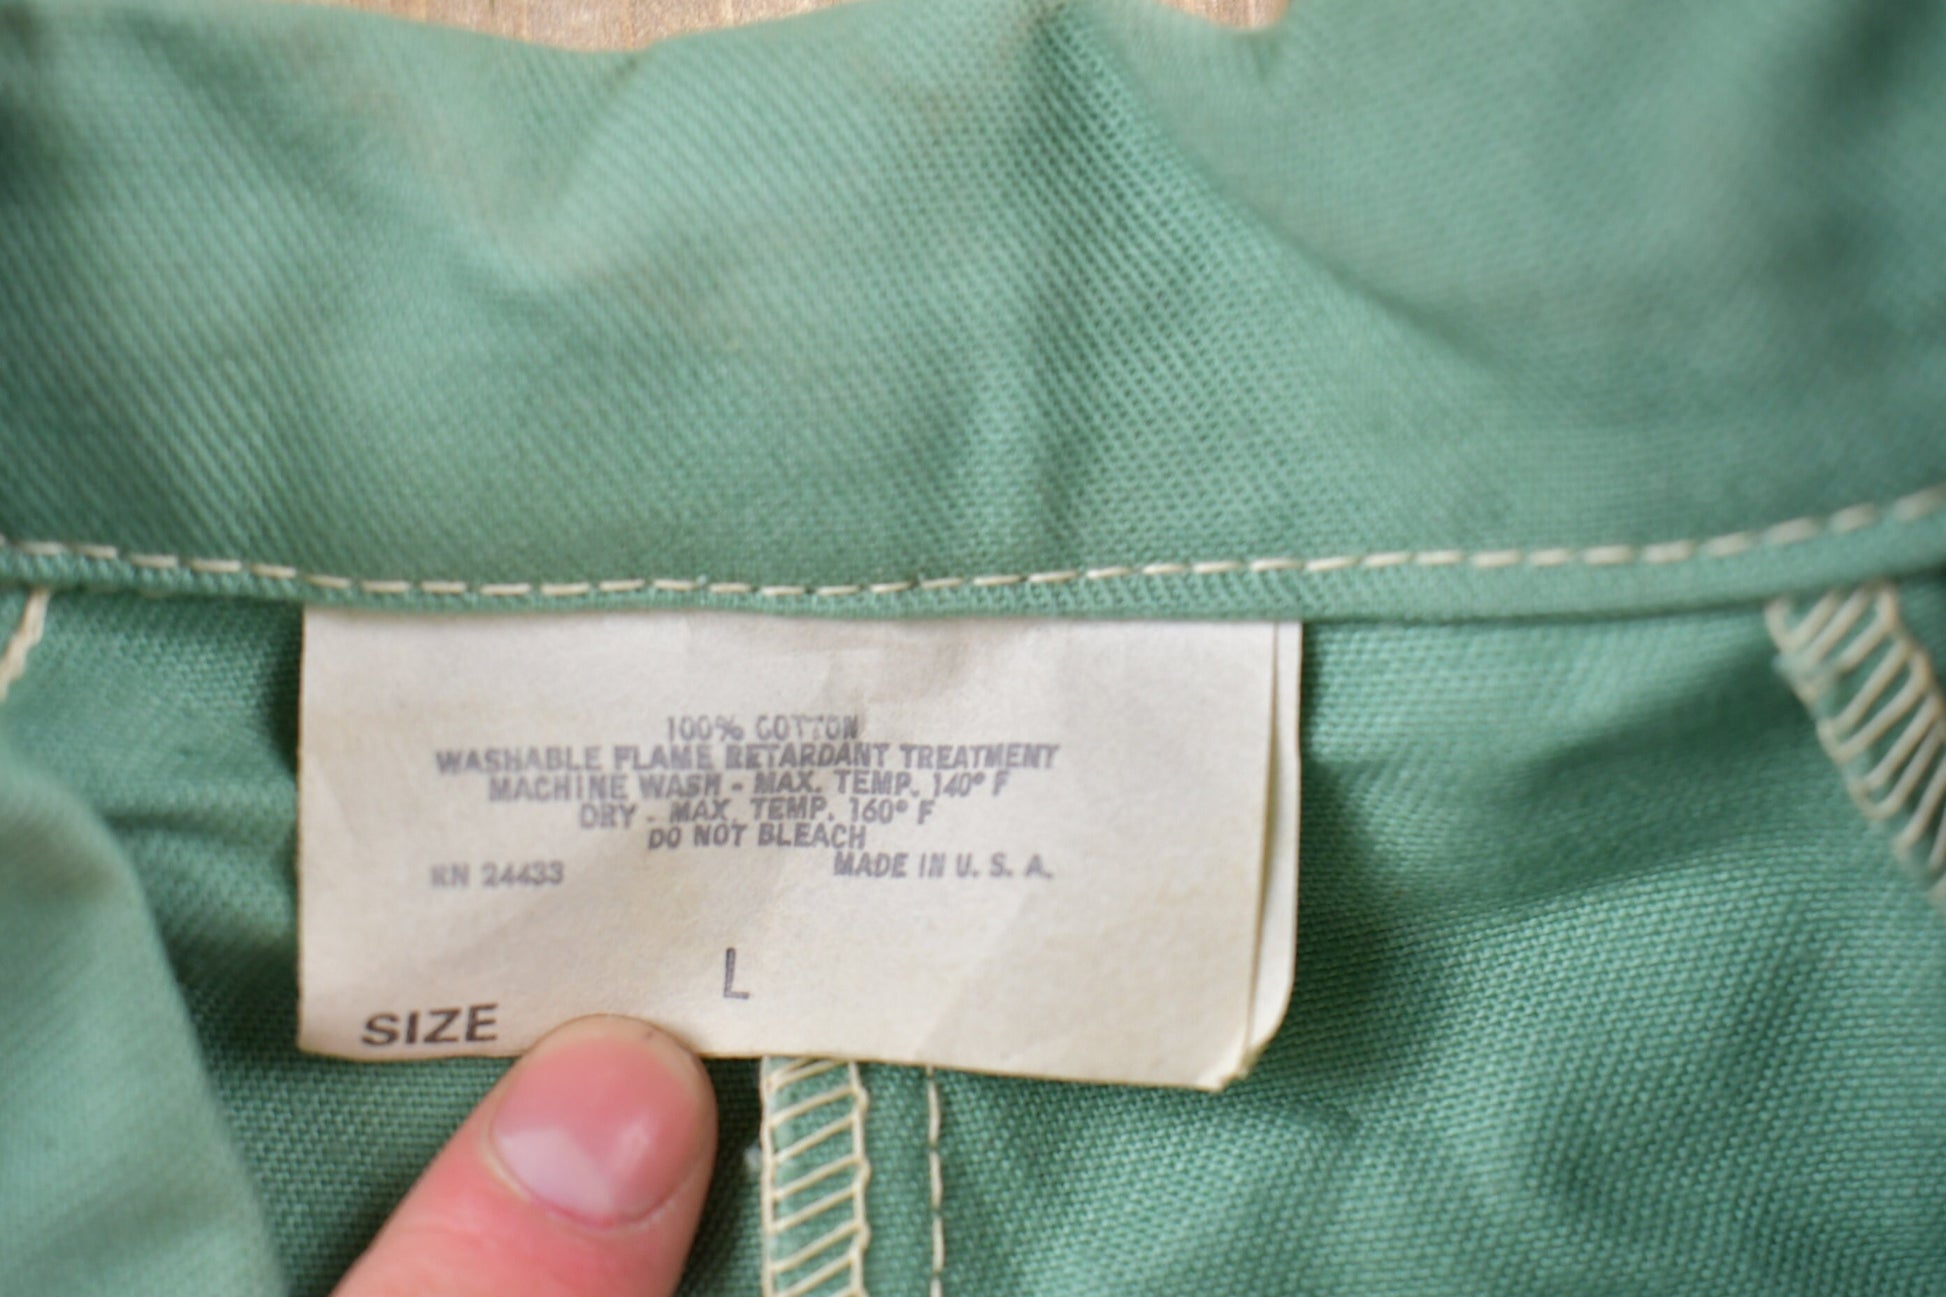 100% COTTON
WASHABLE FLAME RETARDANT TREATMENT
MACHINE WASH - MAX. TEMP. 140° F
DRY - MAX. TEMP. 160° F
DO NOT BLEACH
RN 24433 MADE IN U. S. A.
L
SIZE